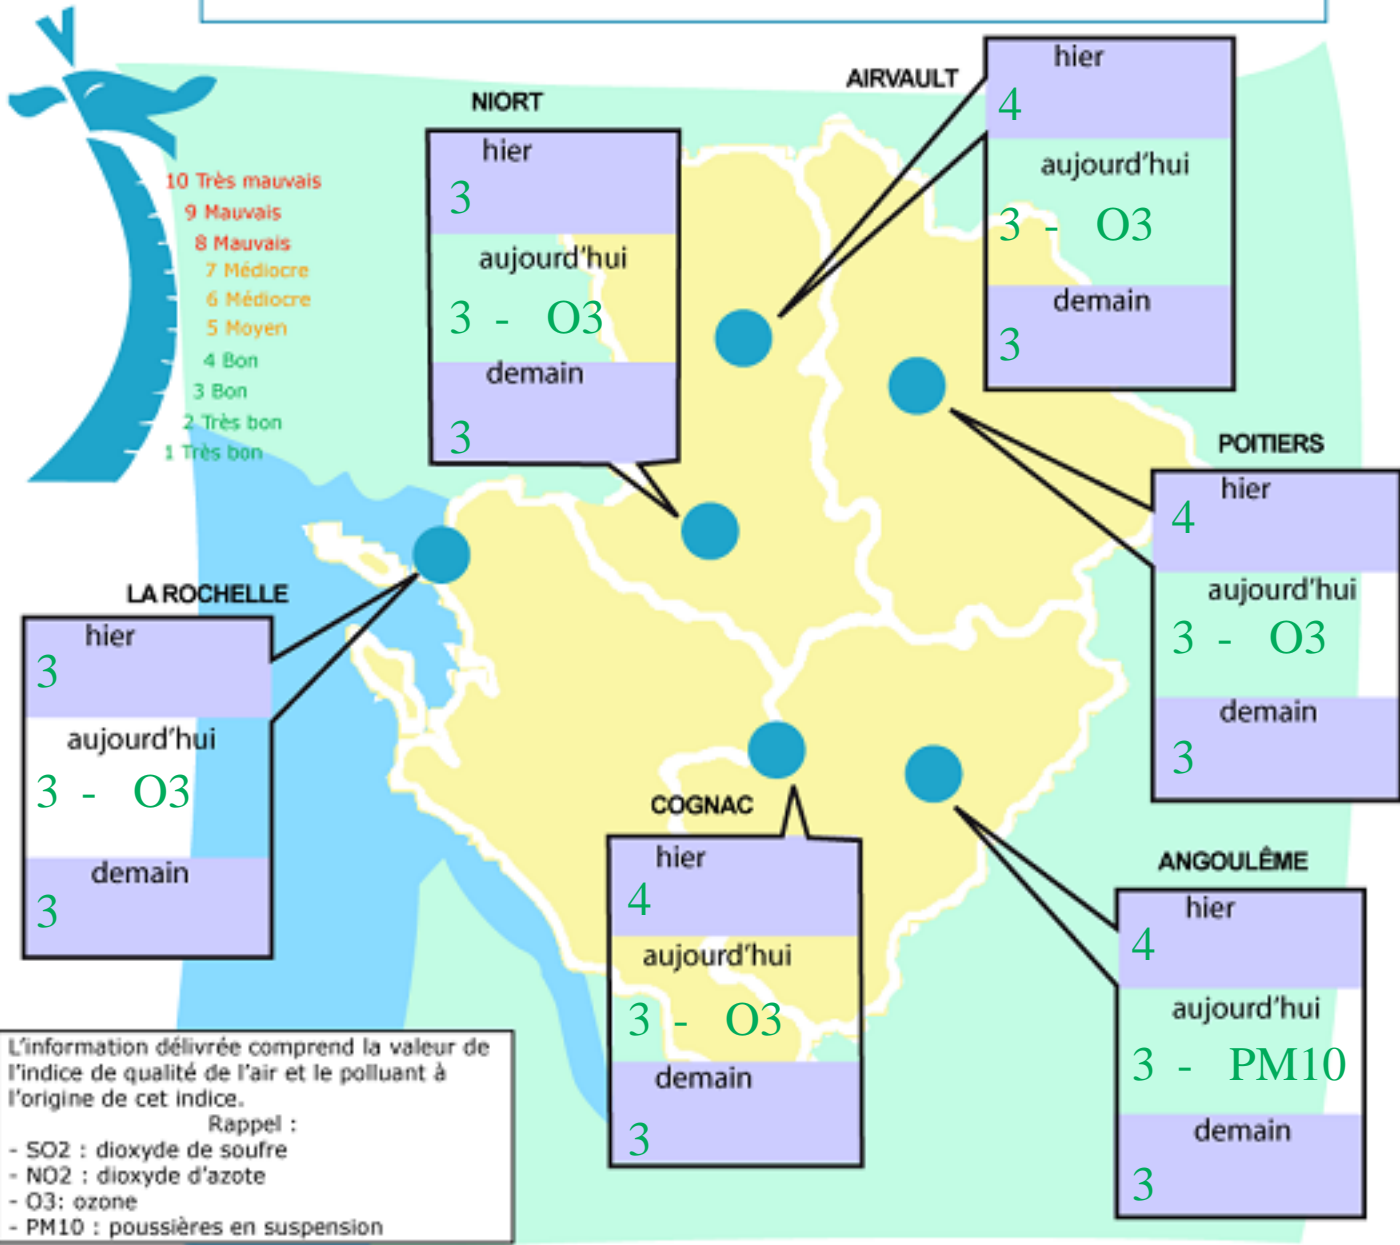 10 Très mauvais
9 Mauvais
8 Mauvais
7 Médiocre
6 Médiocre
5 Moyen
4 Bon
3 Bon
2 Très bon
1 Très bon
NIORT
hier
3
aujourd'hui
3 - O3
demain
3
AIRVAULT
hier
4
aujourd'hui
3 - O3
demain
3
POITIERS
hier
4
aujourd'hui
3 - O3
demain
3
LA ROCHELLE
hier
3
aujourd'hui
3 - O3
demain
3
COGNAC
hier
4
aujourd'hui
3 - O3
demain
3
ANGOULÊME
hier
4
aujourd'hui
3 - PM10
demain
3
L'information délivrée comprend la valeur de
l'indice de qualité de l'air et le polluant à
l'origine de cet indice.
Rappel :
- SO2 : dioxyde de soufre
- NO2 : dioxyde d'azote
- O3: ozone
- PM10 : poussières en suspension